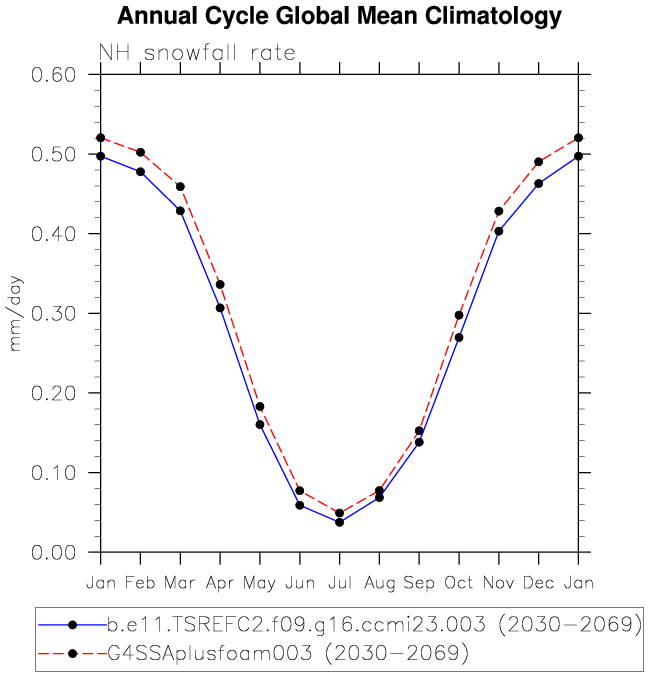 Annual Cycle Global Mean Climatology
NH snowfall rate
0.60
0.50
0.40
0.30
0.20
0.10
0.00
mm/day
Jan Feb Mar Apr May Jun Jul Aug Sep Oct Nov Dec Jan
b.e11.TSREFC2.f09.g16.ccmi23.003 (2030-2069)
G4SSAplusfoam003 (2030-2069)